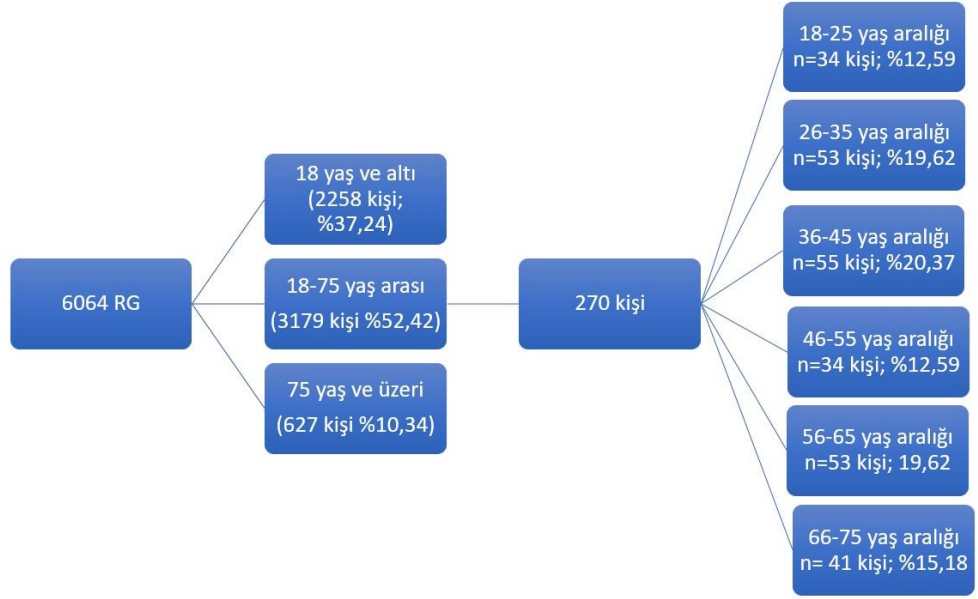 6064 RG
18 yaş ve altı
(2258 kişi;
%37,24)
18-75 yaş arası
(3179 kişi %52,42)
75 yaş ve üzeri
(627 kişi %10,34)
270 kişi
18-25 yaş aralığı
n=34 kişi; %12,59
26-35 yaş aralığı
n=53 kişi; %19,62
36-45 yaş aralığı
n=55 kişi; %20,37
46-55 yaş aralığı
n=34 kişi; %12,59
56-65 yaş aralığı
n=53 kişi; 19,62
66-75 yaş aralığı
n= 41 kişi; %15,18